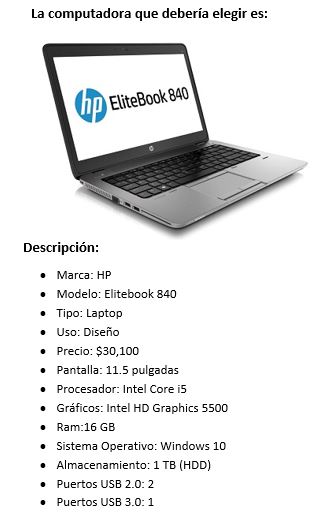 La computadora que debería elegir es:
hp EliteBook 840
Descripción:
• Marca: HP
• Modelo: Elitebook 840
• Tipo: Laptop
• Uso: Diseño
• Precio: $30,100
• Pantalla: 11.5 pulgadas
• Procesador: Intel Core i5
• Gráficos: Intel HD Graphics 5500
• Ram:16 GB
• Sistema Operativo: Windows 10
• Almacenamiento: 1 TB (HDD)
• Puertos USB 2.0: 2
• Puertos USB 3.0: 1